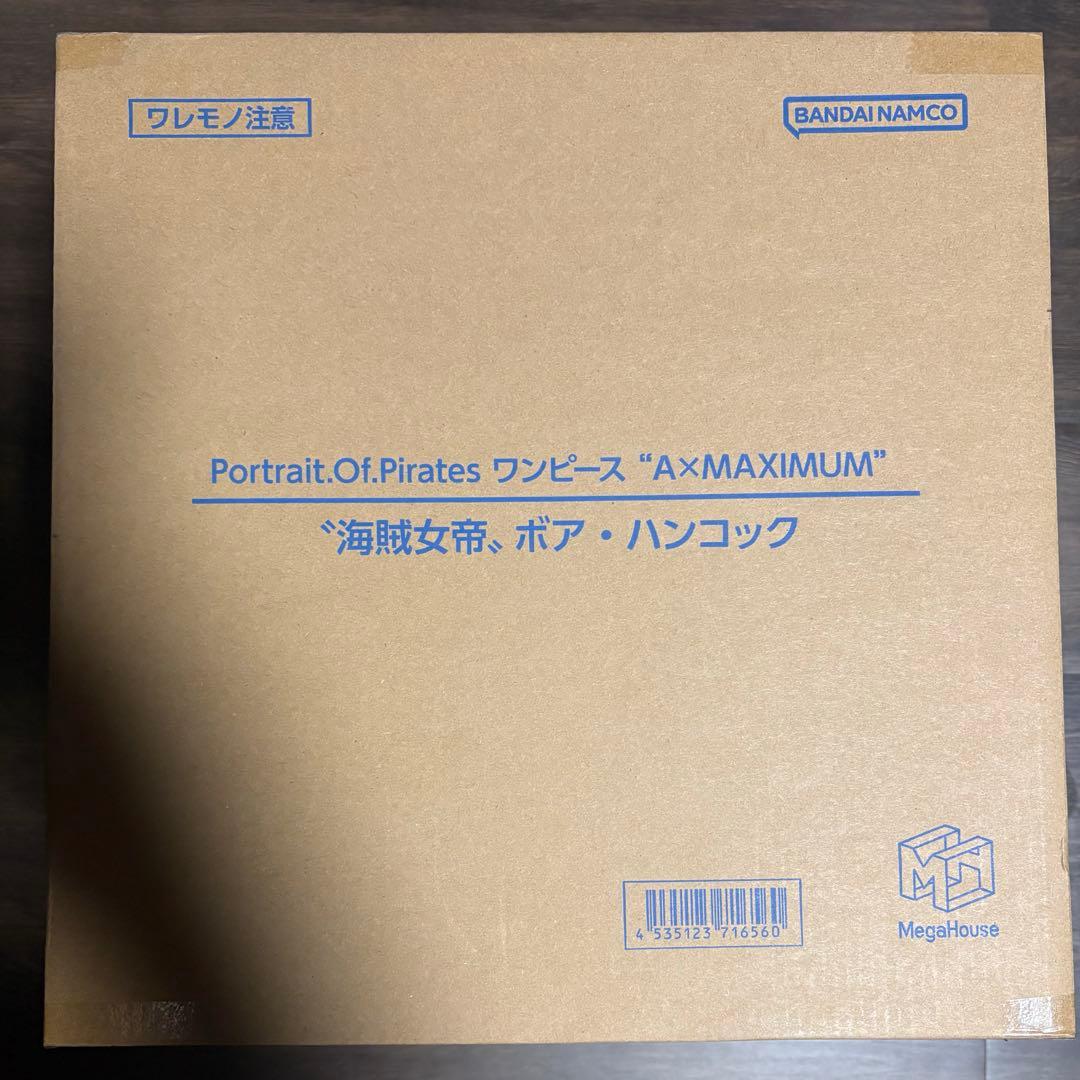 ワレモノ注意
BANDAI NAMCO
Portrait.Of.Pirates ワンピース “A×MAXIMUM”
〝海賊女帝〟ボア・ハンコック
4 535123 716560
MegaHouse